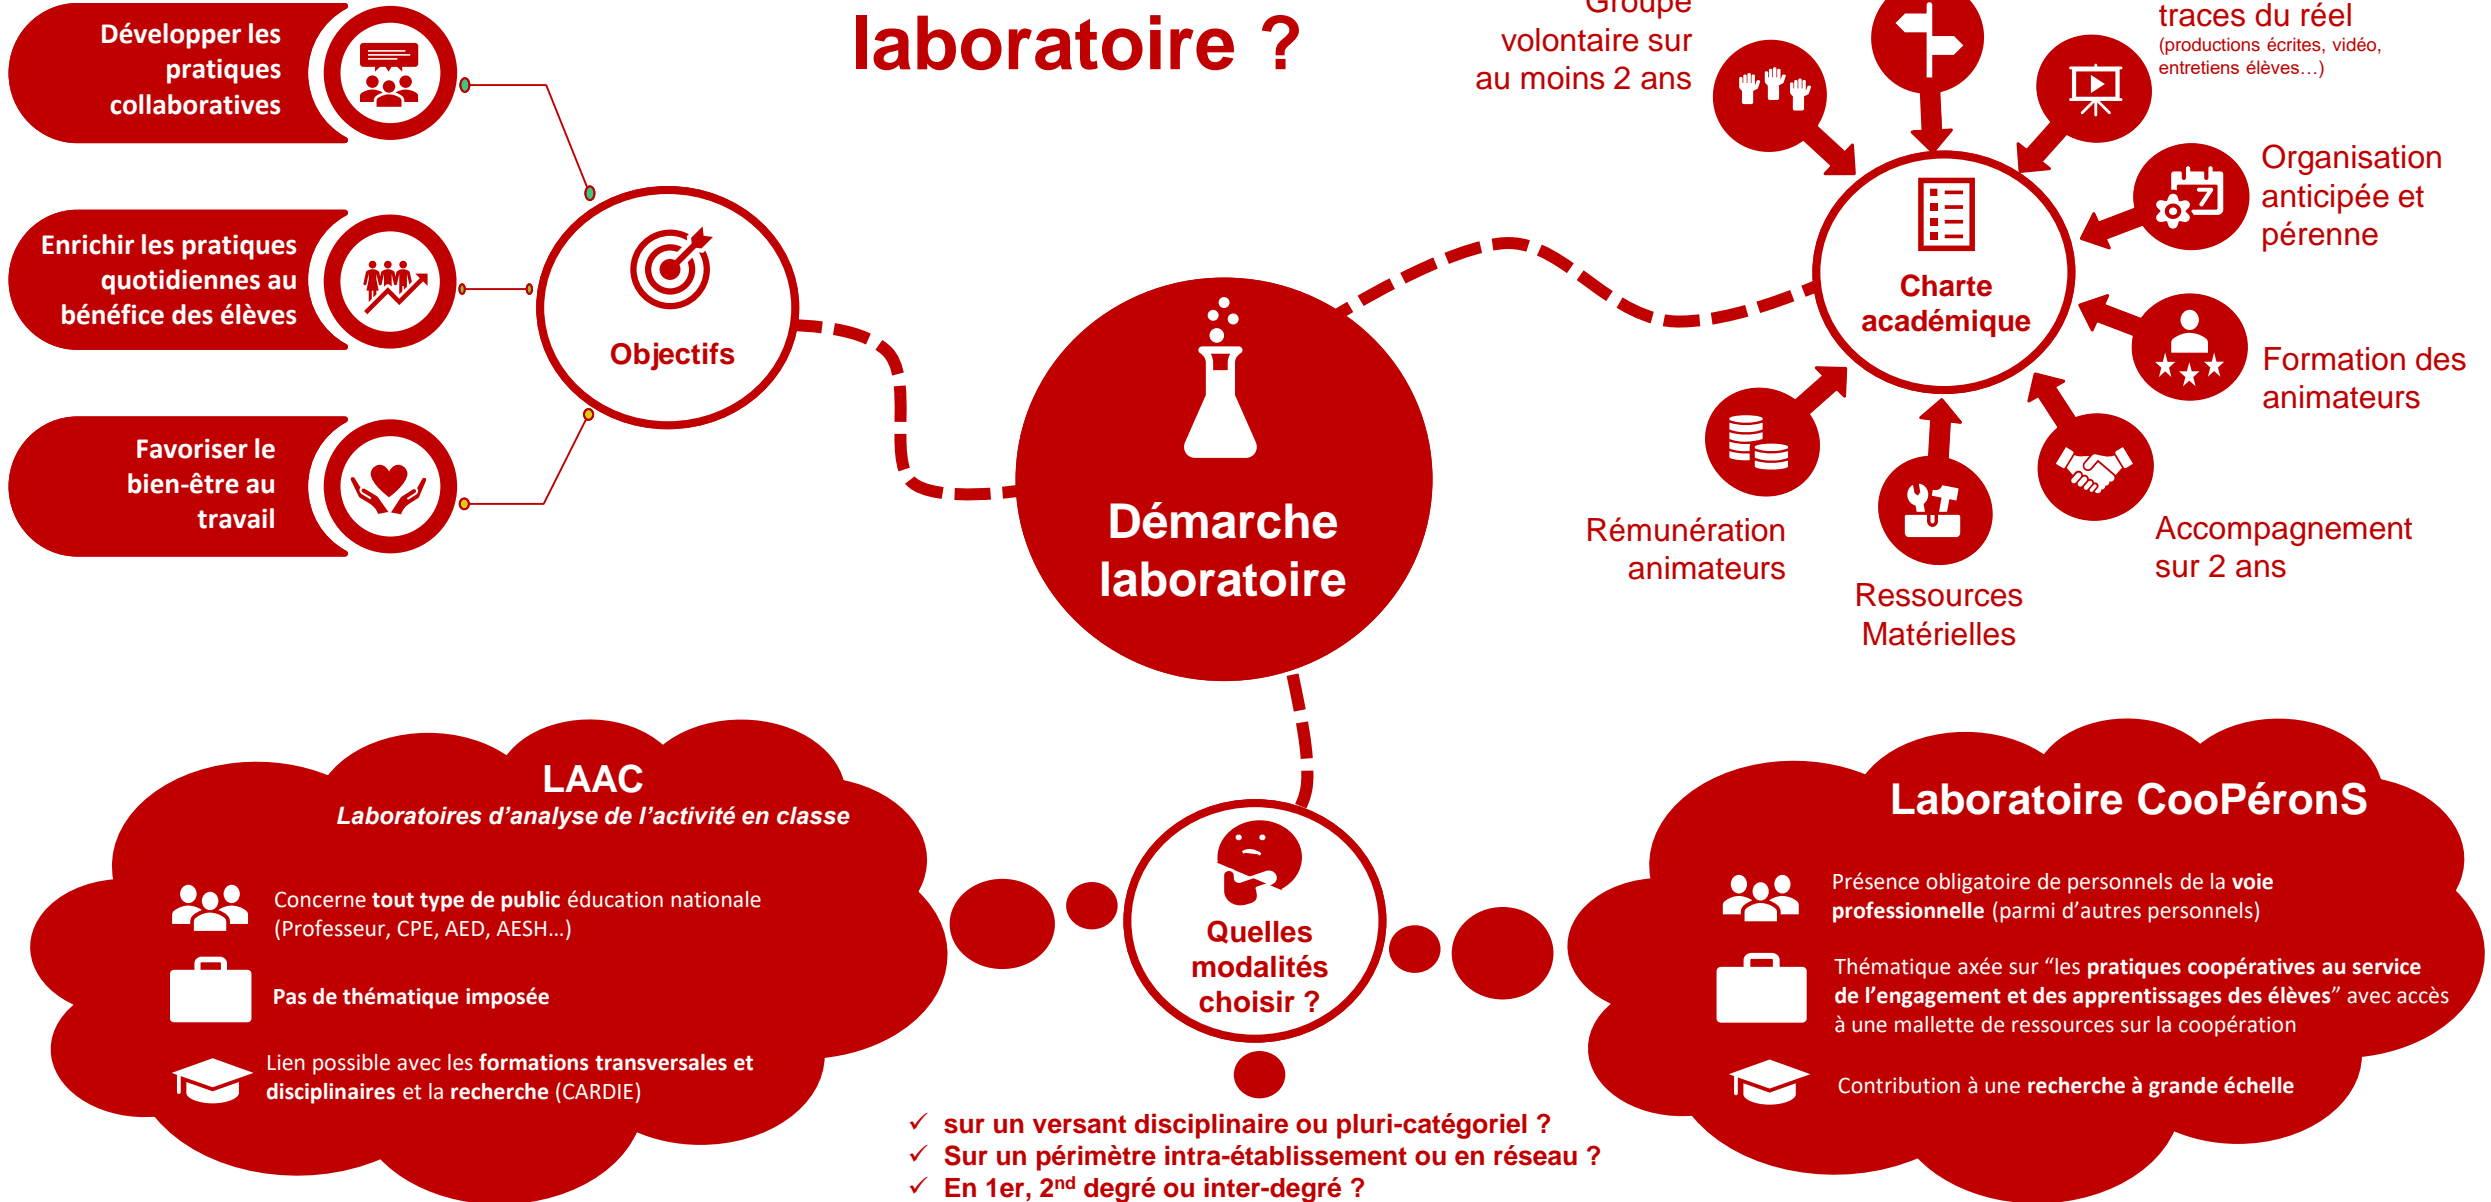 laboratoire ?
Développer les
pratiques
collaboratives
Enrichir les pratiques
quotidiennes au
bénéfice des élèves
Favoriser le
bien-être au
travail
Objectifs
Démarche
laboratoire
Groupe
volontaire sur
au moins 2 ans
traces du réel
(productions écrites, vidéo,
entretiens élèves…)
7
Organisation
anticipée et
pérenne
Charte
académique
Formation des
animateurs
Accompagnement
sur 2 ans
Ressources
Matérielles
Rémunération
animateurs
LAAC
Laboratoires d'analyse de l'activité en classe
Concerne tout type de public éducation nationale
(Professeur, CPE, AED, AESH…)
Pas de thématique imposée
Lien possible avec les formations transversales et
disciplinaires et la recherche (CARDIE)
Quelles
modalités
choisir ?
✓ sur un versant disciplinaire ou pluri-catégoriel ?
✓ Sur un périmètre intra-établissement ou en réseau ?
✓ En 1er, 2nd degré ou inter-degré ?
Laboratoire CooPéronS
Présence obligatoire de personnels de la voie
professionnelle (parmi d'autres personnels)
Thématique axée sur “les pratiques coopératives au service
de l'engagement et des apprentissages des élèves” avec accès
à une mallette de ressources sur la coopération
Contribution à une recherche à grande échelle